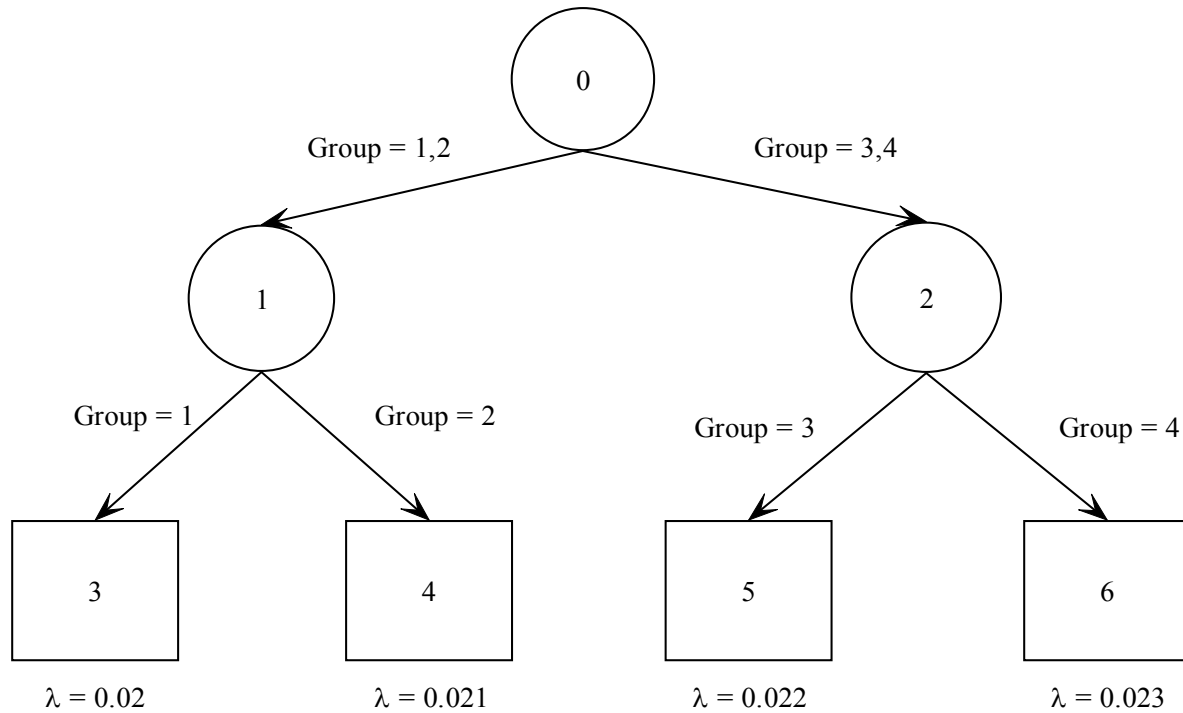 0
Group = 1,2
Group = 3,4
1
2
Group = 1
Group = 2
Group = 3
Group = 4
3
4
5
6
λ = 0.02
λ = 0.021
λ = 0.022
λ = 0.023